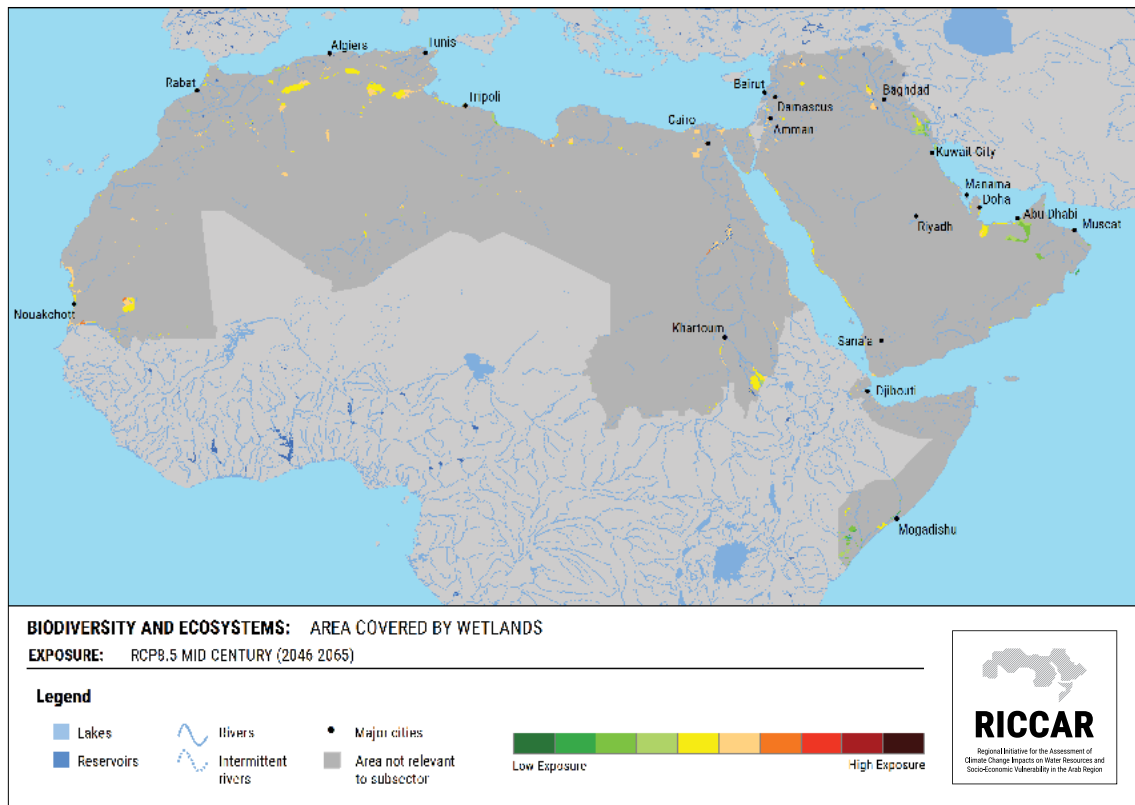 Algiers
Tunis
Rabat
Tripoli
Beirut
Damascus
Baghdad
Cairo
Amman
Kuwait City
Manama
Doha
Abu Dhabi
Muscat
Riyadh
Nouakchott
Khartoum
Sana'a
Djibouti
Mogadishu
BIODIVERSITY AND ECOSYSTEMS: AREA COVERED BY WETLANDS
EXPOSURE: RCP8.5 MID CENTURY (2046 2065)
Legend
Lakes
Reservoirs
Rivers
Intermittent
rivers
Major cities
Area not relevant
to subsector
Low Exposure
High Exposure
RICCAR
Regional Initiative for the Assessment of
Climate Change Impacts on Water Resources and
Socio-Economic Vulnerability in the Arab Region